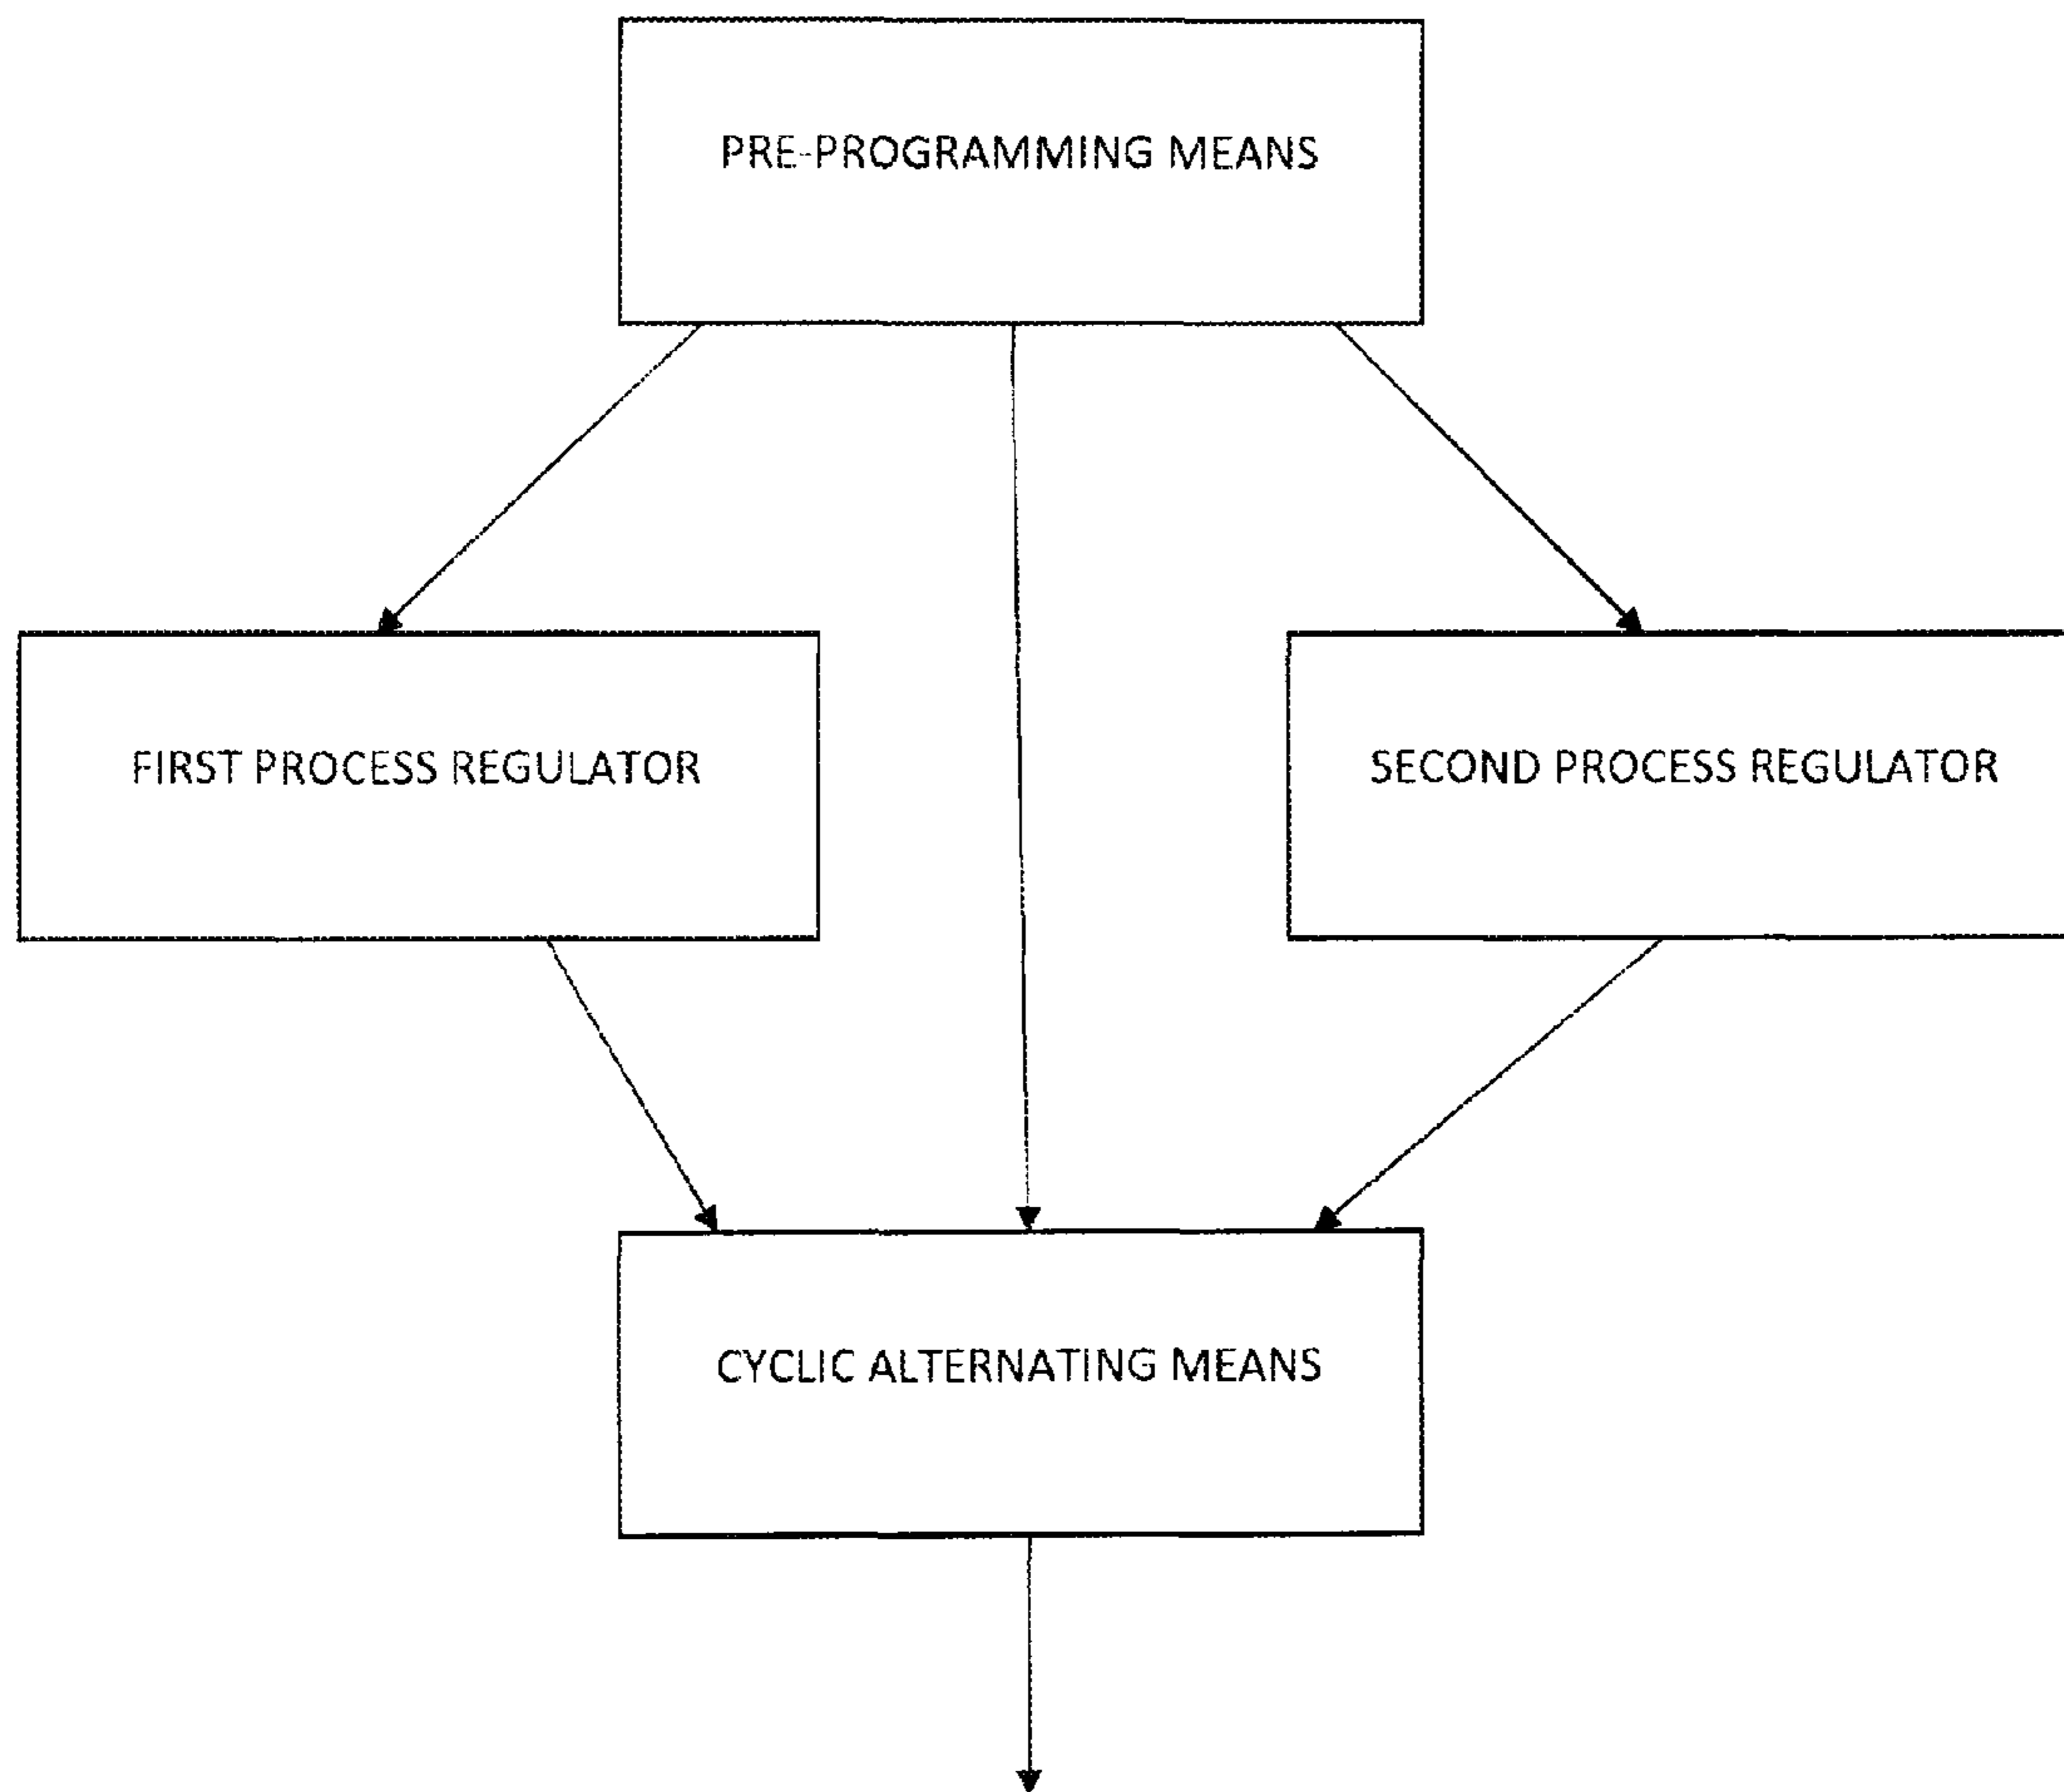 PRE-PROGRAMMING MEANS
FIRST PROCESS REGULATOR
SECOND PROCESS REGULATOR
CYCLIC ALTERNATING MEANS